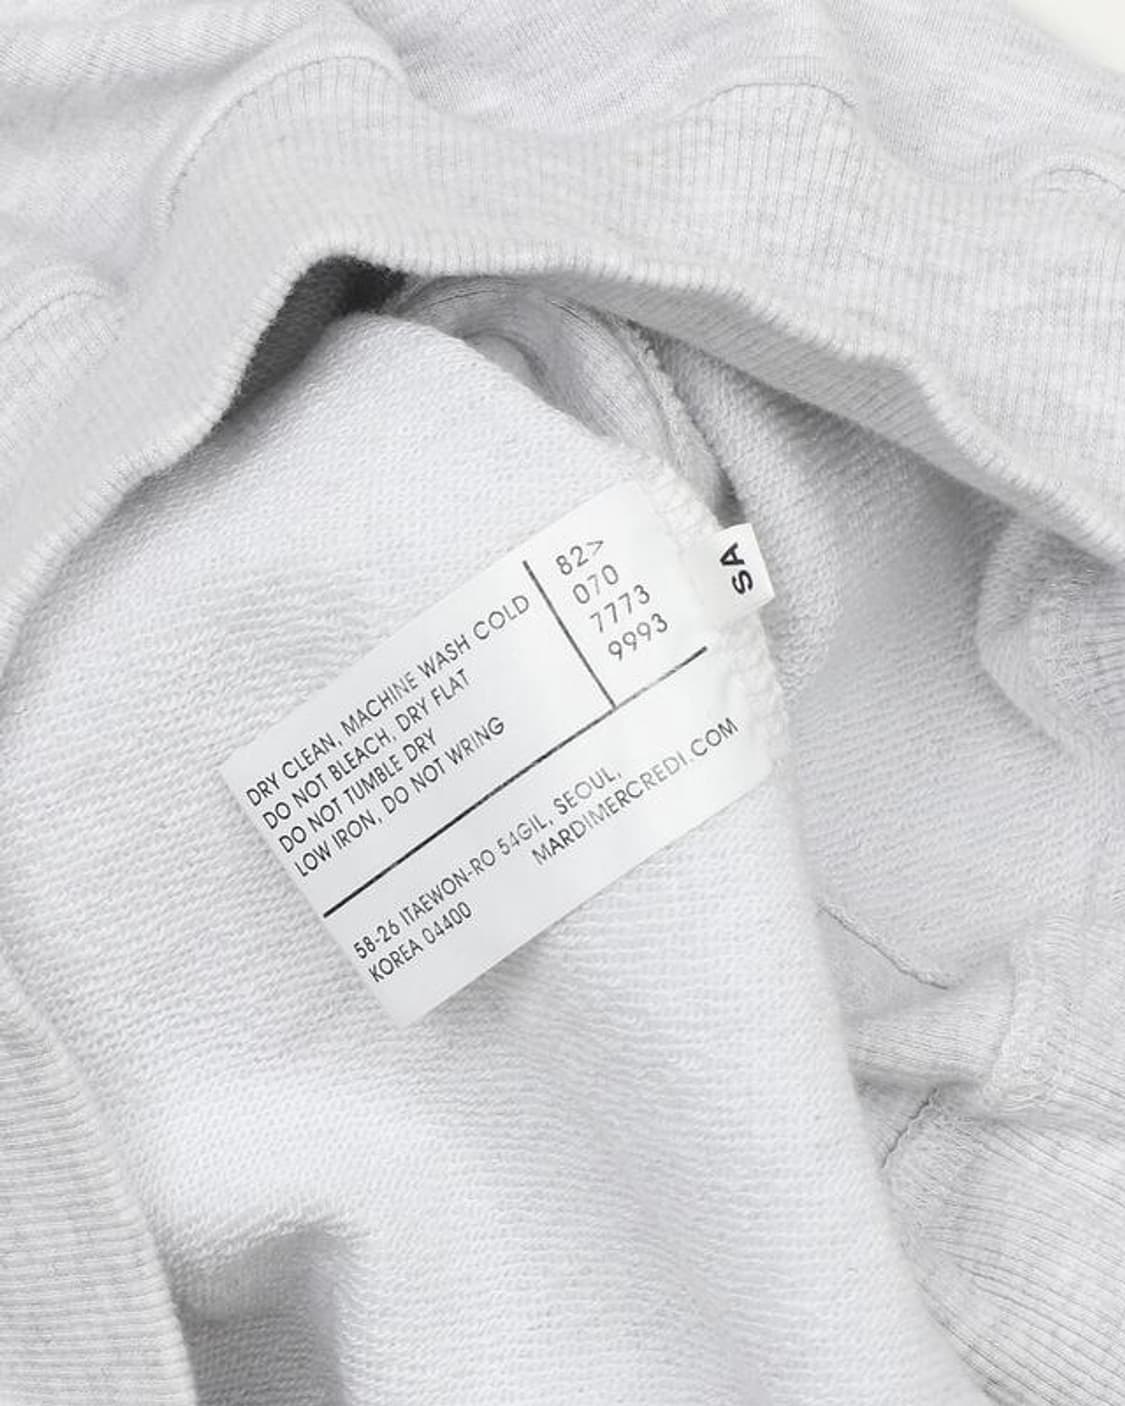 DRY CLEAN, MACHINE WASH COLD
DO NOT BLEACH, DRY FLAT
DO NOT TUMBLE DRY
LOW IRON, DO NOT WRING
82>
070
7773
9993
58-26 ITAEWON-RO 54GIL, SEOUL,
KOREA 04400
MARDIMERCREDI.COM
SA